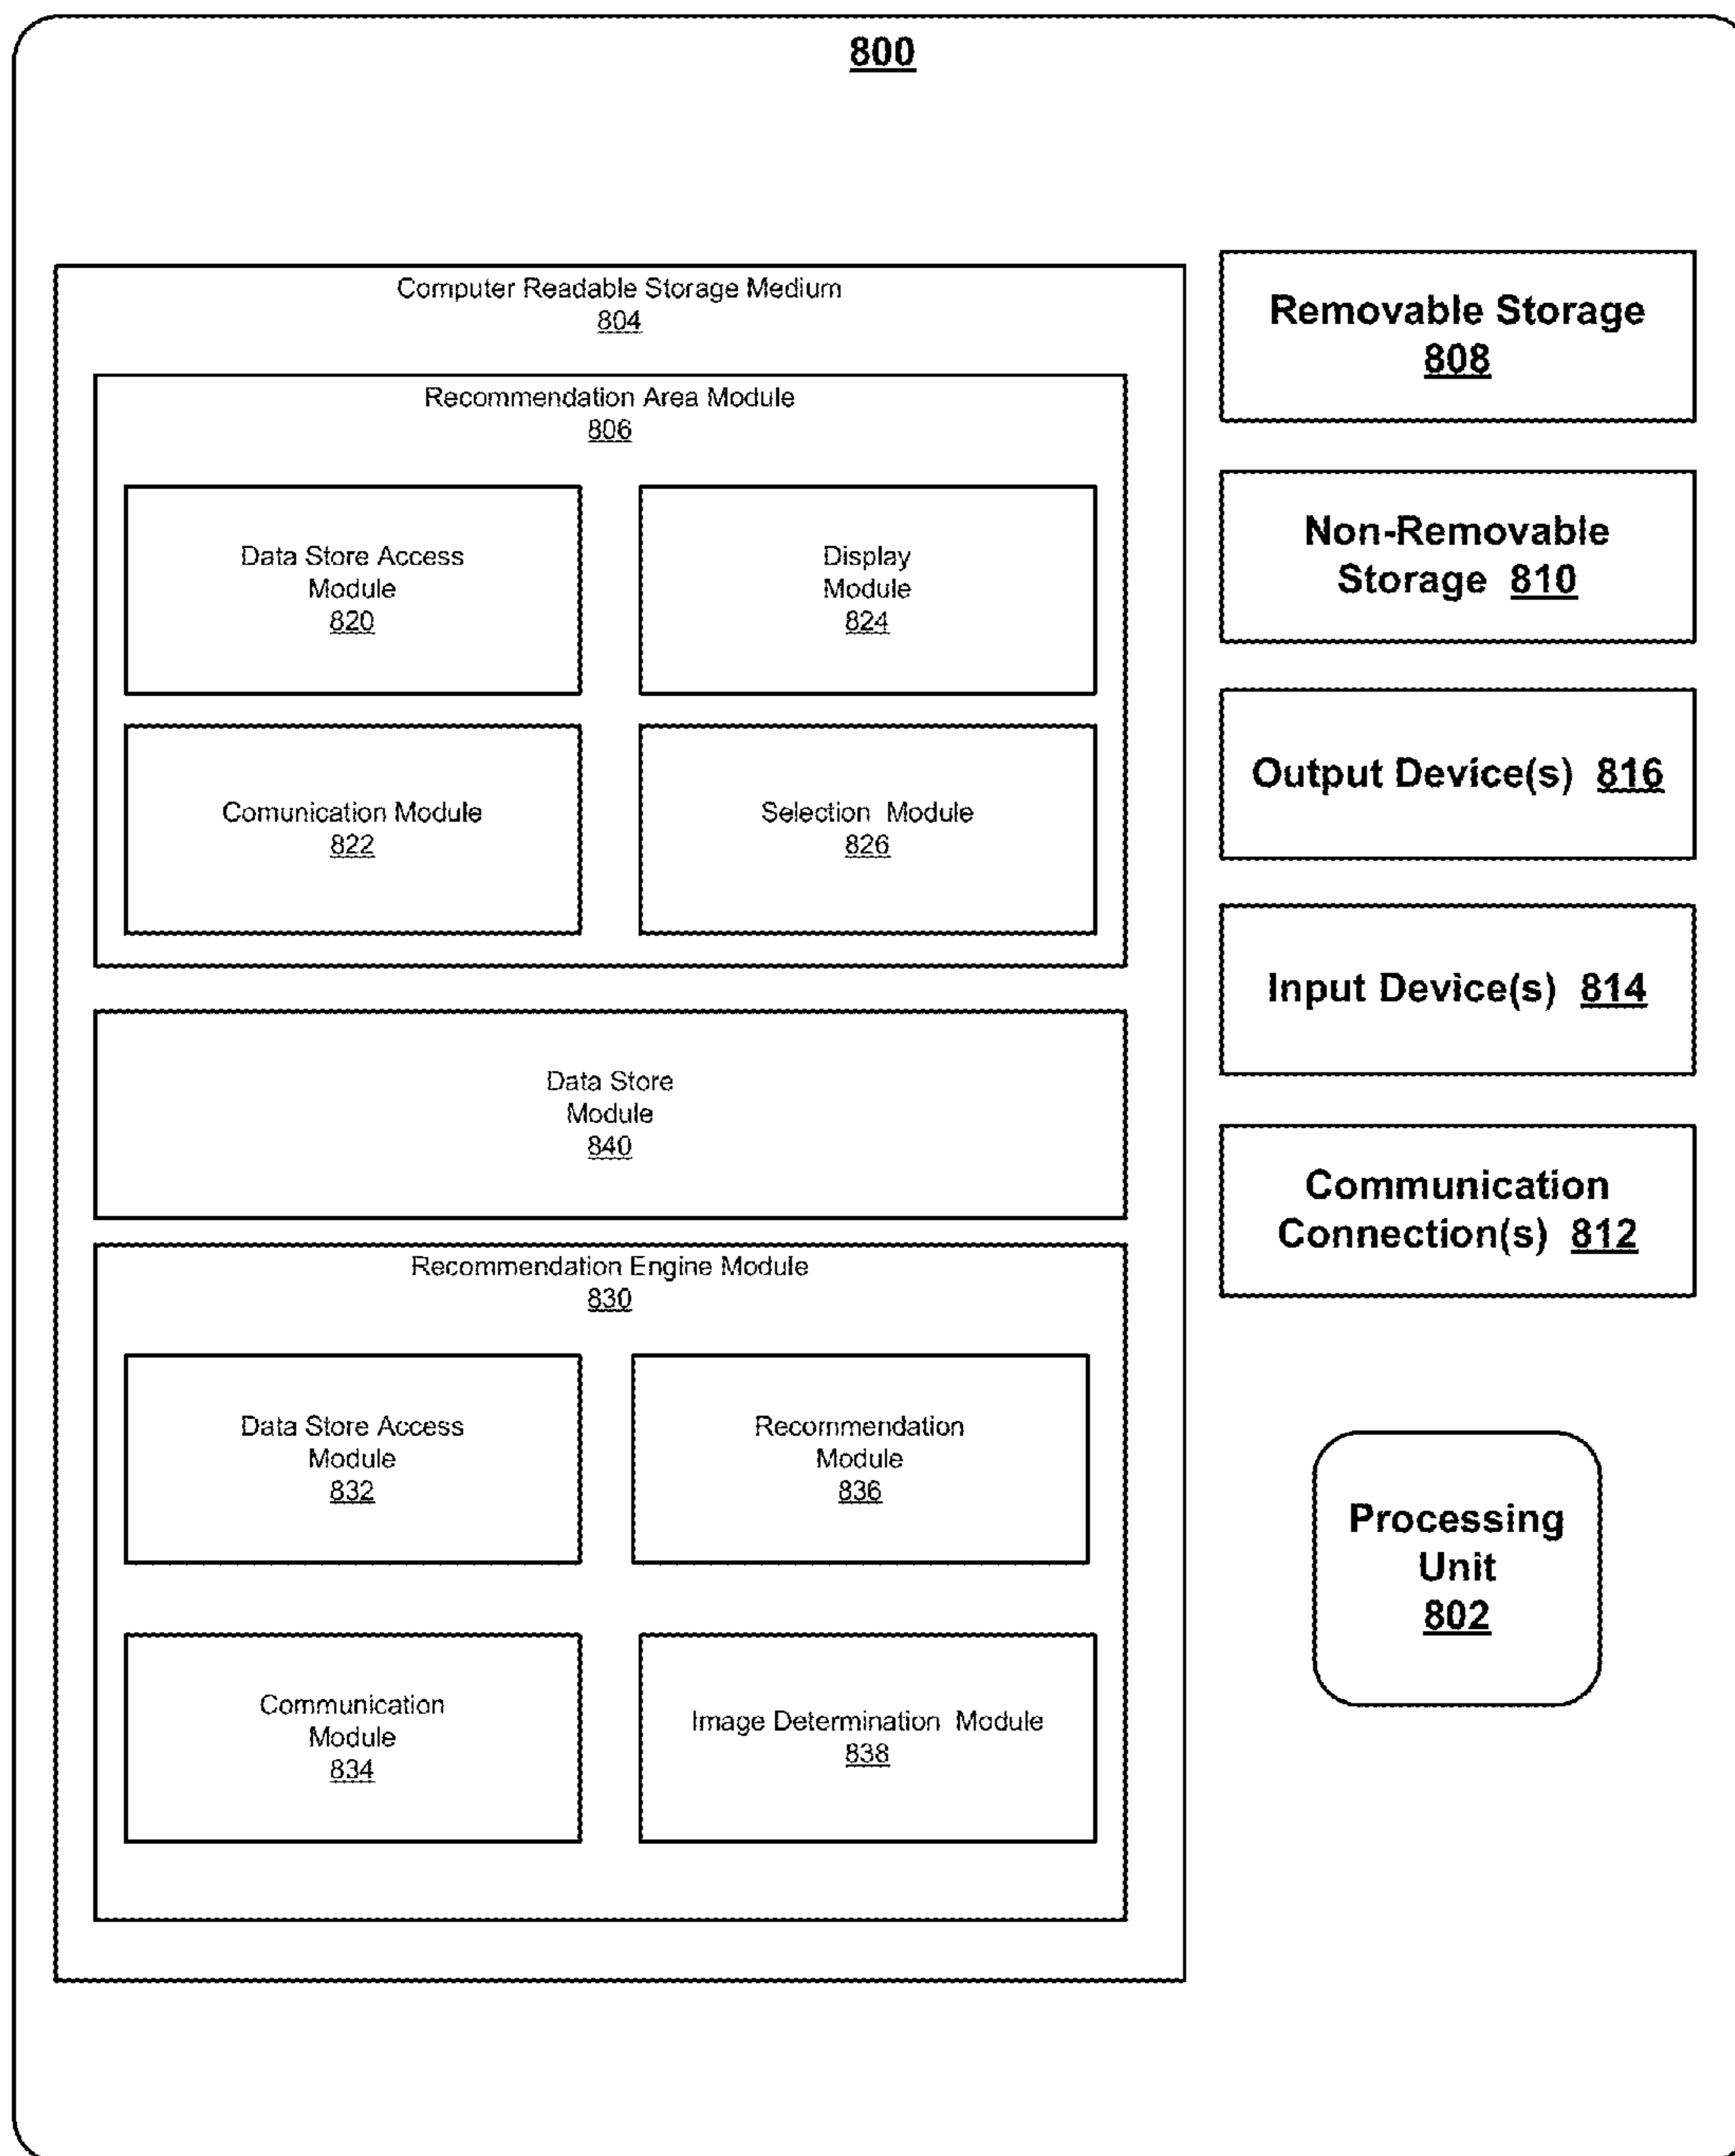 800
Computer Readable Storage Medium
804
Recommendation Area Module
806
Data Store Access
Module
820
Display
Module
824
Comunication Module
822
Selection Module
826
Data Store
Module
840
Recommendation Engine Module
830
Data Store Access
Module
832
Recommendation
Module
836
Communication
Module
834
Image Determination Module
838
Removable Storage
808
Non-Removable
Storage 810
Output Device(s) 816
Input Device(s) 814
Communication
Connection(s) 812
Processing
Unit
802